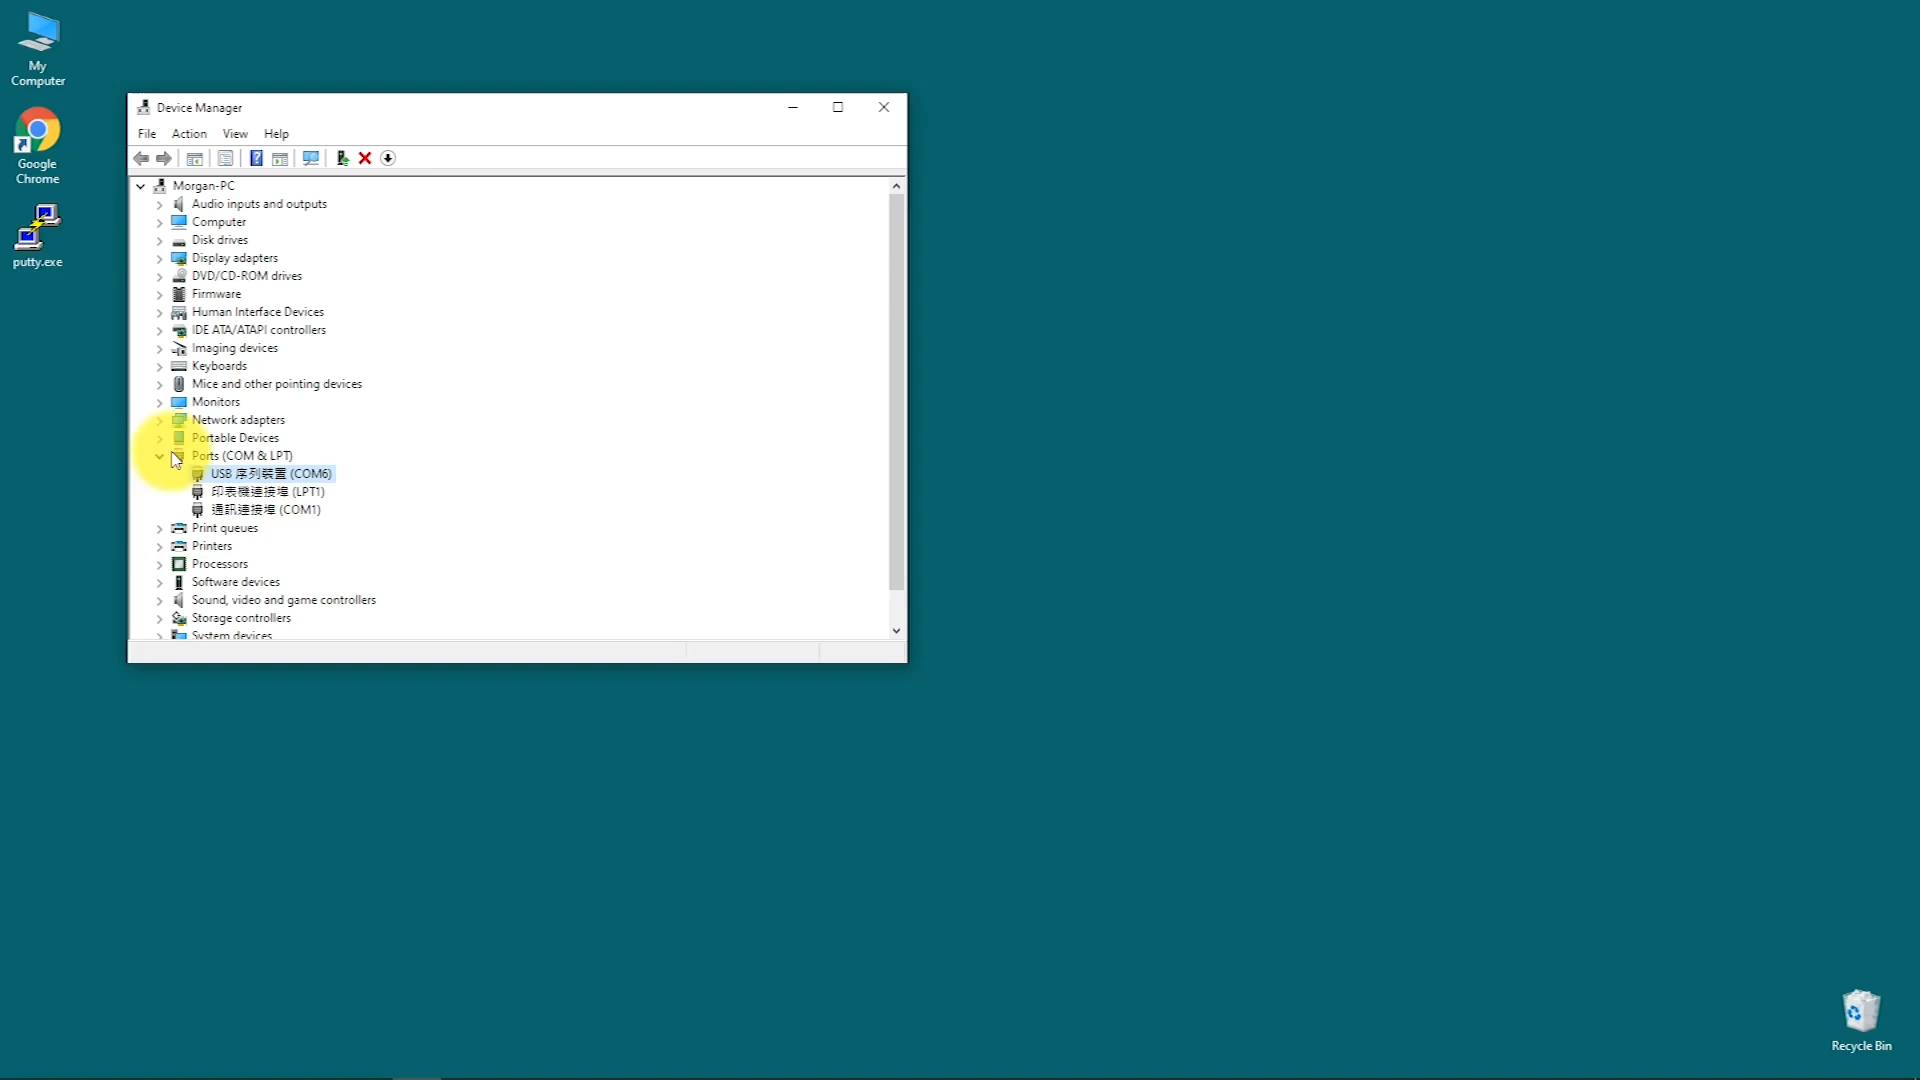 My
Computer
Google
Chrome
putty.exe
Device Manager
File Action View Help
Morgan-PC
Audio inputs and outputs
Computer
Disk drives
Display adapters
DVD/CD-ROM drives
Firmware
Human Interface Devices
IDE ATA/ATAPI controllers
Imaging devices
Keyboards
Mice and other pointing devices
Monitors
Network adapters
Portable Devices
Ports (COM & LPT)
USB 序列裝置 (COM6)
印表機連接埠 (LPT1)
通訊連接埠 (COM1)
Print queues
Printers
Processors
Software devices
Sound, video and game controllers
Storage controllers
System devices
Recycle Bin